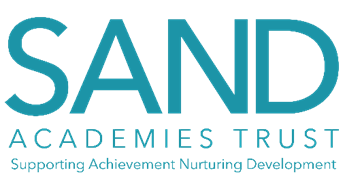 SAND
ACADEMIES TRUST
Supporting Achievement Nurturing Development